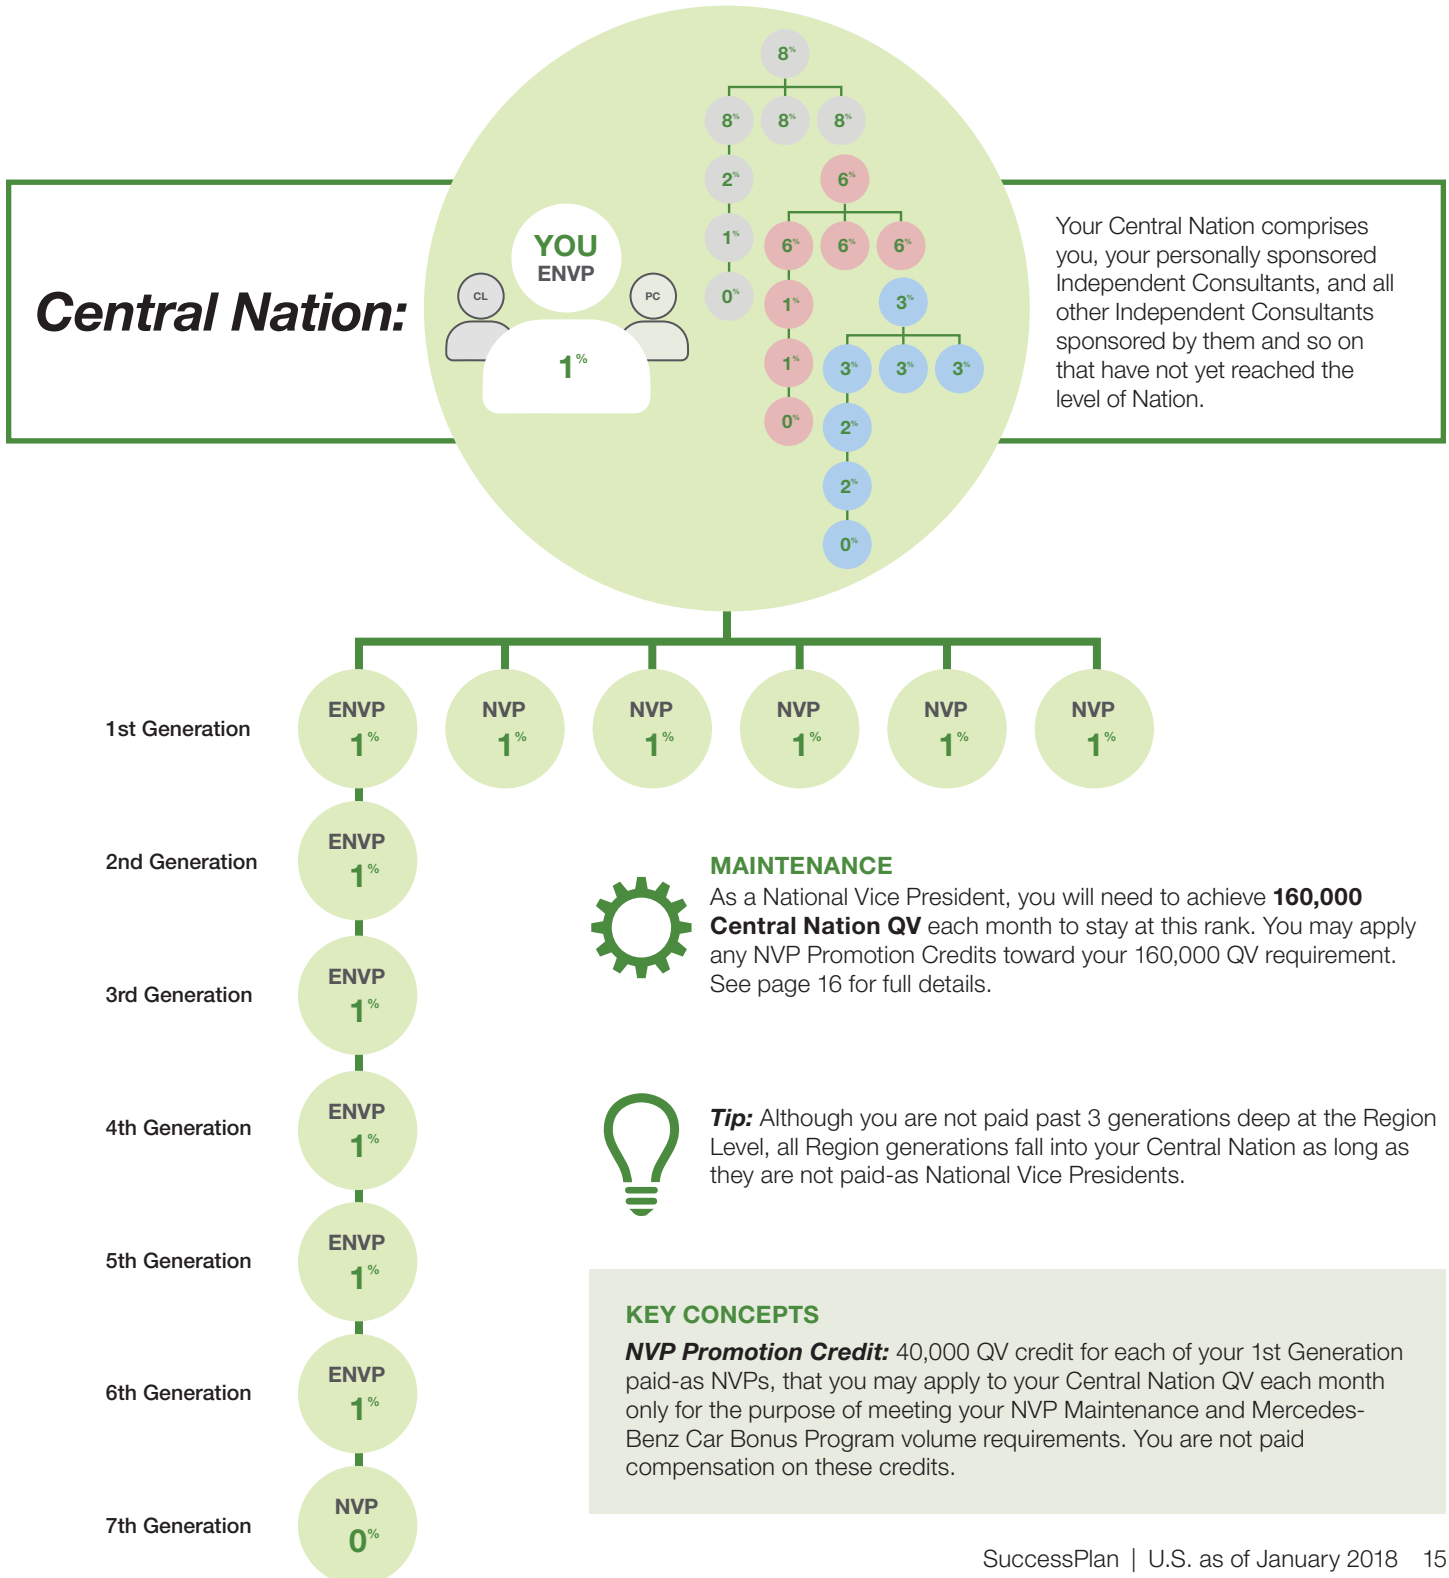 Central Nation:
YOU
ENVP
CL
PC
1%
8%
8% 8% 8%
2%
1%
0%
6%
6% 6% 6%
1%
1%
0%
3%
3% 3% 3%
2%
2%
0%
Your Central Nation comprises
you, your personally sponsored
Independent Consultants, and all
other Independent Consultants
sponsored by them and so on
that have not yet reached the
level of Nation.
1st Generation
ENVP
1%
NVP
1%
NVP
1%
NVP
1%
NVP
1%
NVP
1%
2nd Generation
ENVP
1%
3rd Generation
ENVP
1%
4th Generation
ENVP
1%
5th Generation
ENVP
1%
6th Generation
ENVP
1%
7th Generation
NVP
0%
MAINTENANCE
As a National Vice President, you will need to achieve 160,000
Central Nation QV each month to stay at this rank. You may apply
any NVP Promotion Credits toward your 160,000 QV requirement.
See page 16 for full details.
Tip: Although you are not paid past 3 generations deep at the Region
Level, all Region generations fall into your Central Nation as long as
they are not paid-as National Vice Presidents.
KEY CONCEPTS
NVP Promotion Credit: 40,000 QV credit for each of your 1st Generation
paid-as NVPs, that you may apply to your Central Nation QV each month
only for the purpose of meeting your NVP Maintenance and Mercedes-
Benz Car Bonus Program volume requirements. You are not paid
compensation on these credits.
SuccessPlan | U.S. as of January 2018 15